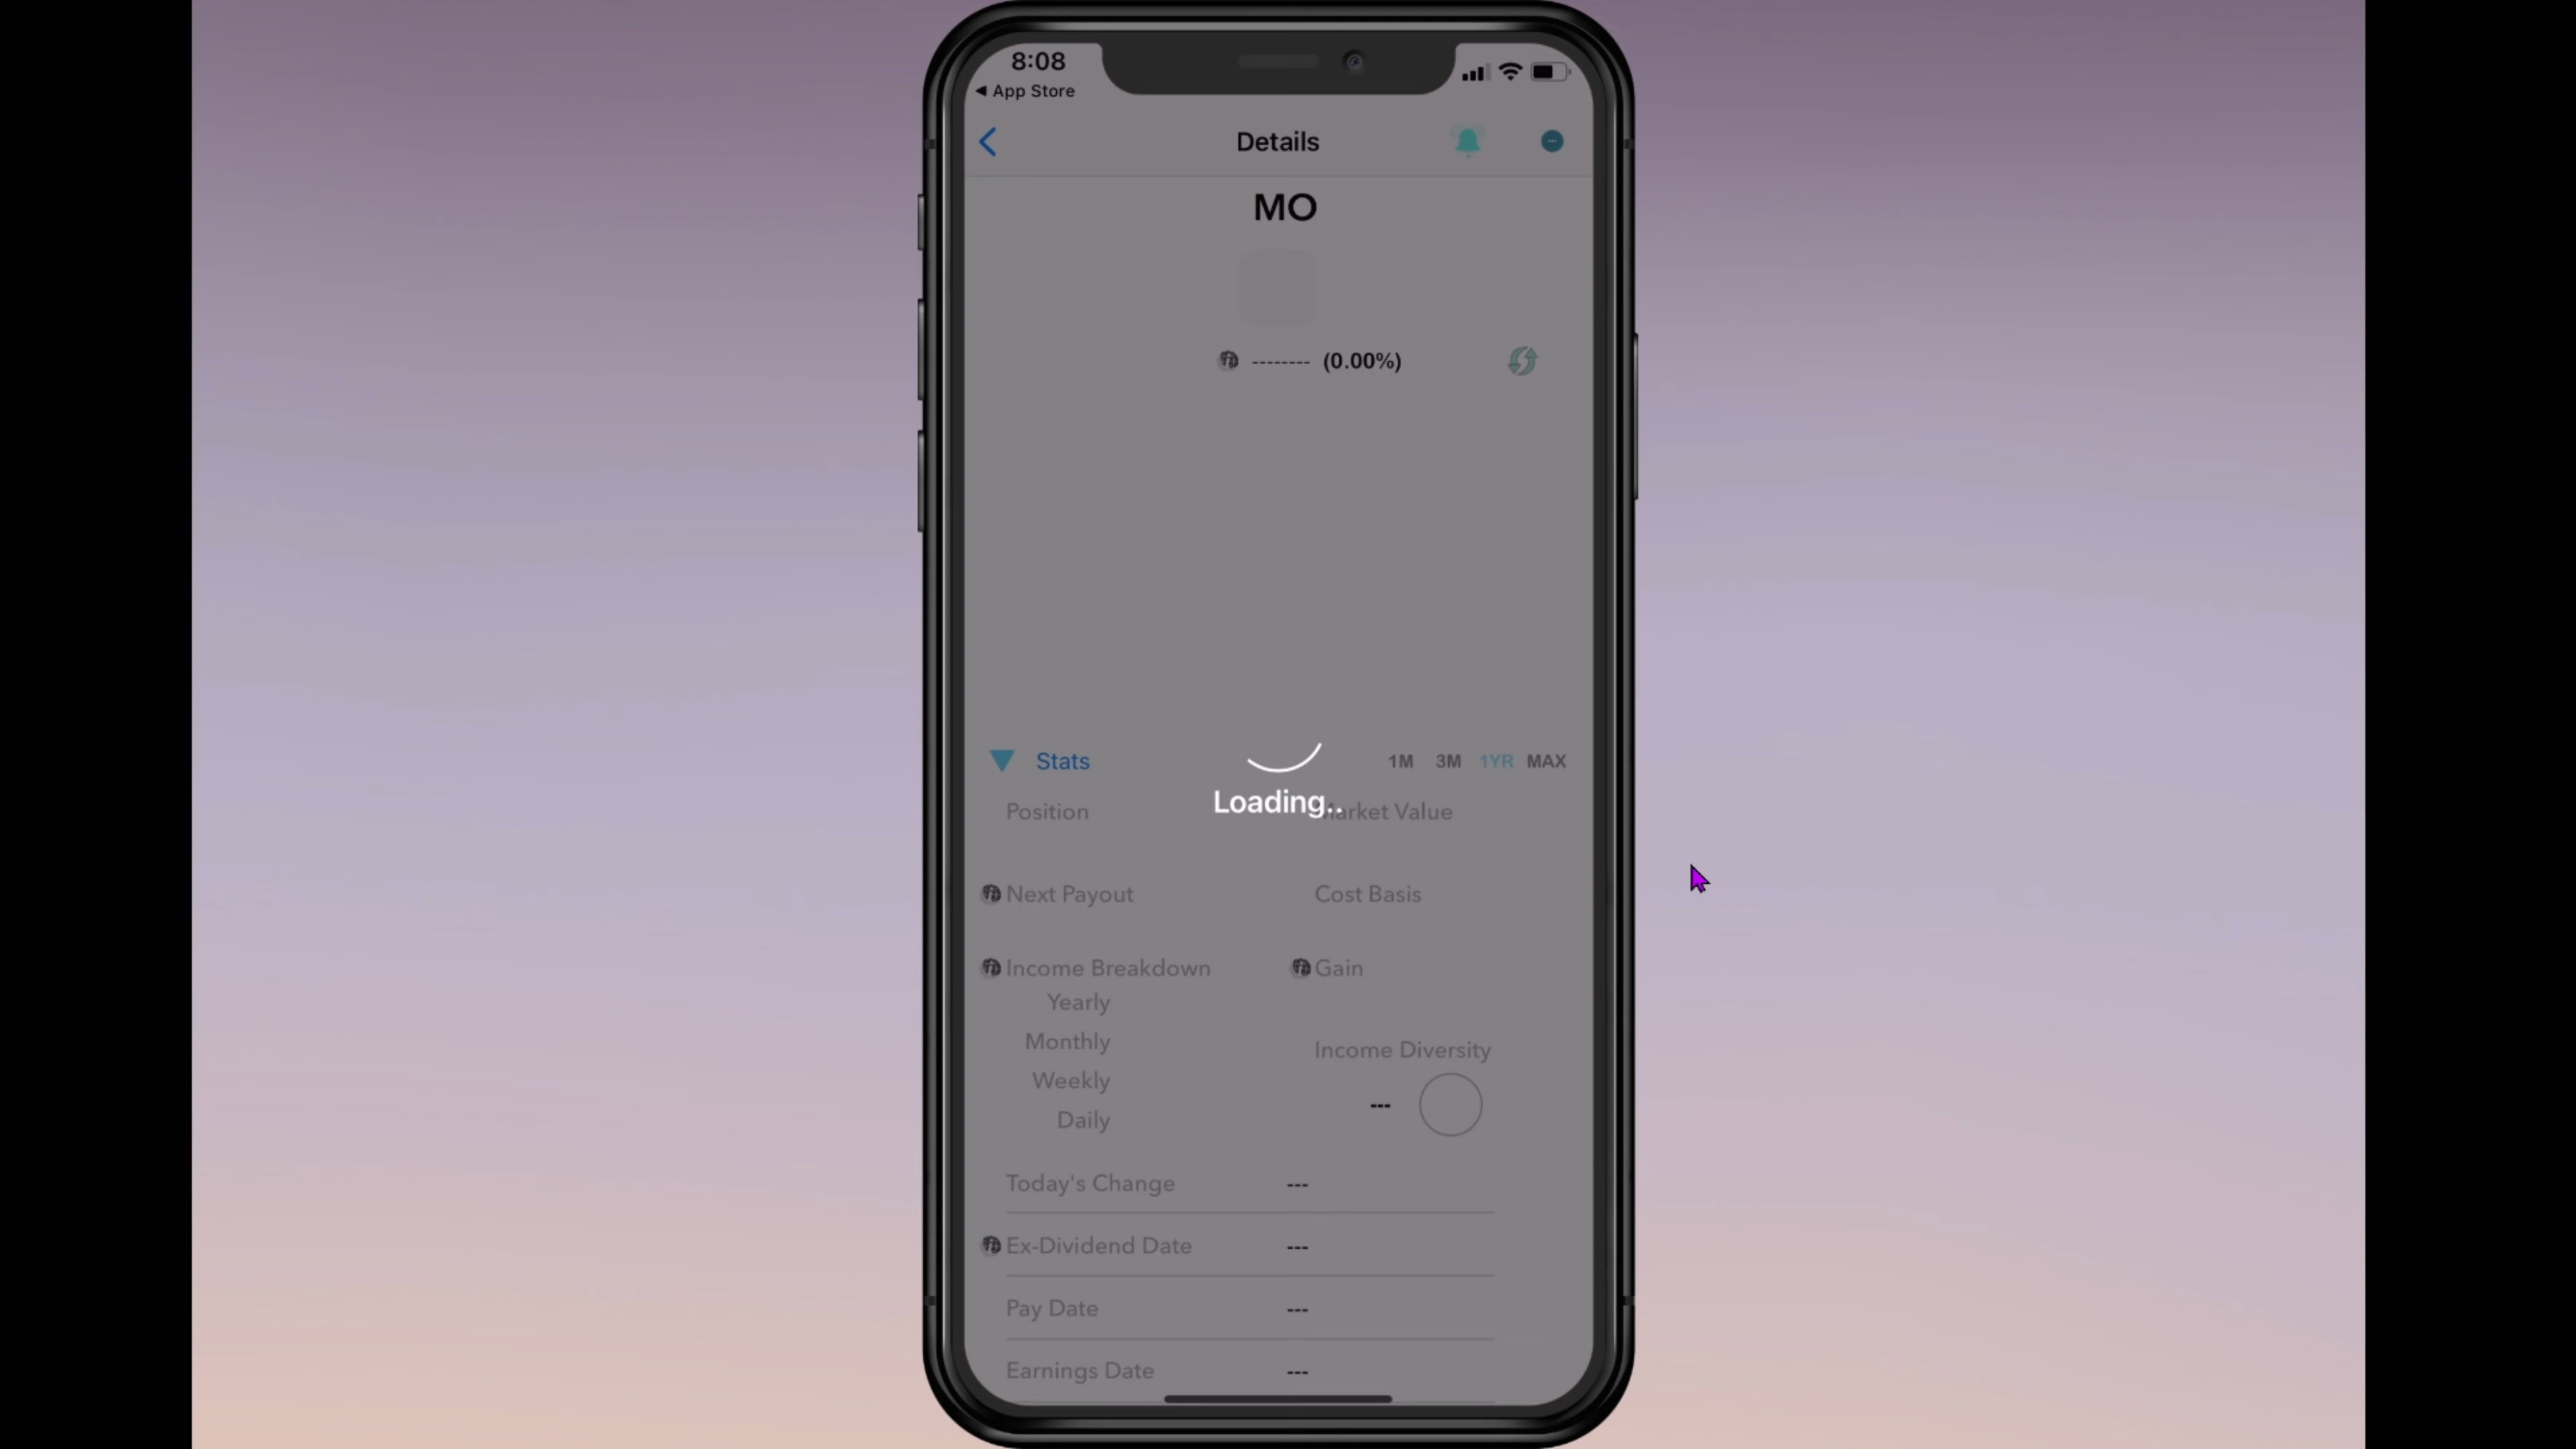 8:08
App Store
Details
MO
-------- (0.00%)
Stats
1M 3M 1YR MAX
Loading..
Position
Market Value
Next Payout
Cost Basis
Income Breakdown
Gain
Yearly
Monthly
Income Diversity
Weekly
---
Daily
Today's Change ---
Ex-Dividend Date ---
Pay Date ---
Earnings Date ---